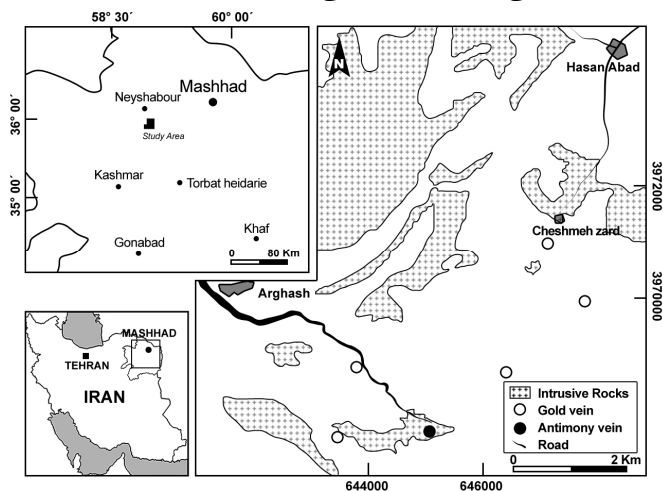 58° 30´
60° 00´
36° 00´
35° 00´
Mashhad
Neyshabour
Study Area
Kashmar
Torbat heidarie
Khaf
Gonabad
0 80 Km
N
Hasan Abad
Cheshmeh zard
3972000
3970000
Arghash
MASHHAD
TEHRAN
IRAN
Intrusive Rocks
Gold vein
Antimony vein
Road
0 2 Km
644000
646000